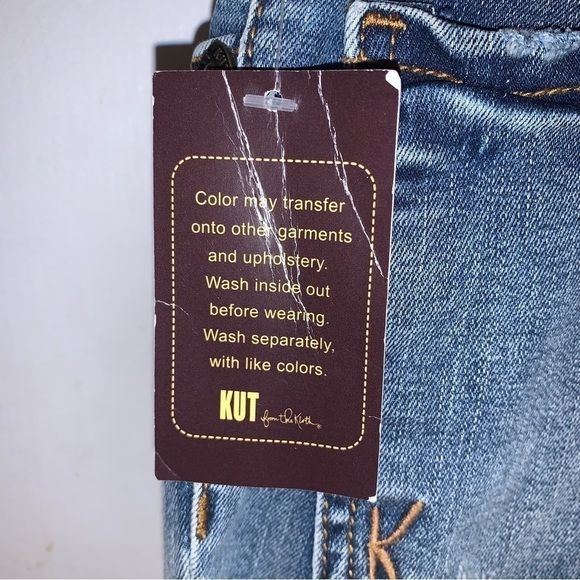 Color may transfer
onto other garments
and upholstery.
Wash inside out
before wearing.
Wash separately,
with like colors.
KUT from the Kloth®
K